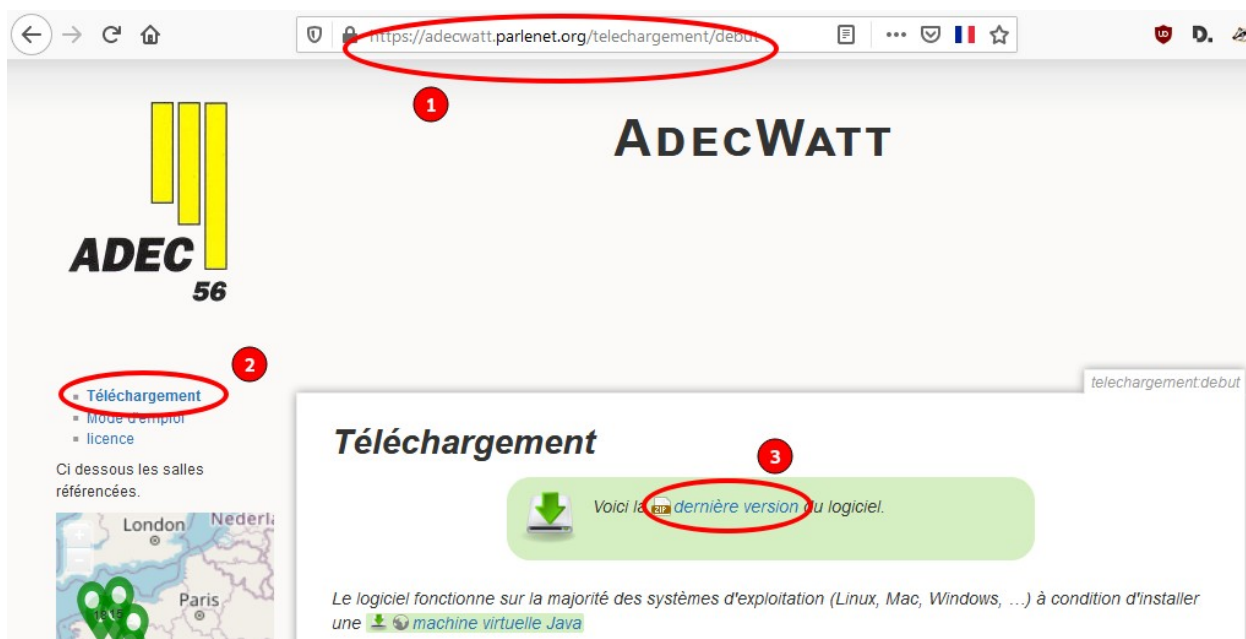 https://adecwatt.parlenet.org/telechargement/debut
D.
1
ADECWATT
ADEC
56
2
Téléchargement
Mode d'emploi
licence
Ci dessous les salles
référencées.
telechargement:debut
Téléchargement
3
Voici la dernière version du logiciel.
ZIP
London
Paris
Le logiciel fonctionne sur la majorité des systèmes d'exploitation (Linux, Mac, Windows, …) à condition d'installer
une machine virtuelle Java